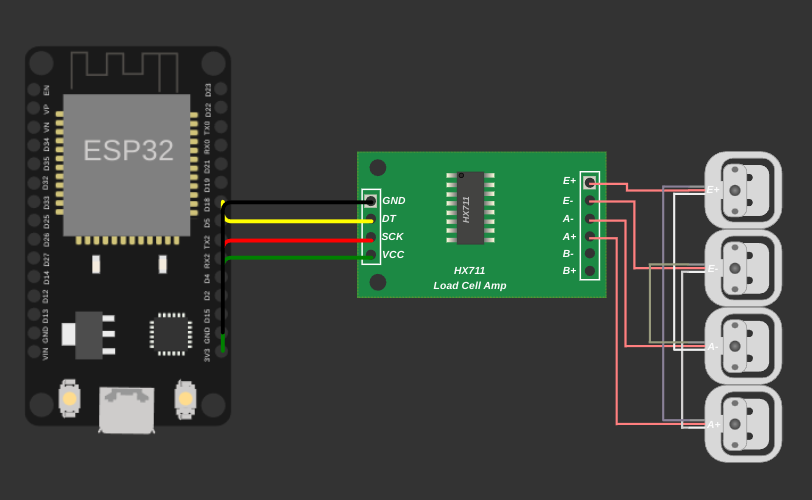 ESP32
EN
VP
VN
D34
D35
D32
D33
D25
D26
D27
D14
D12
D13
GND
VIN
D23
D22
TX0
RX0
D21
D19
D18
D5
TX2
RX2
D4
D2
D15
GND
3V3
GND
DT
SCK
VCC
HX711
HX711
Load Cell Amp
E+
E-
A-
A+
B-
B+
E+
E-
A-
A+